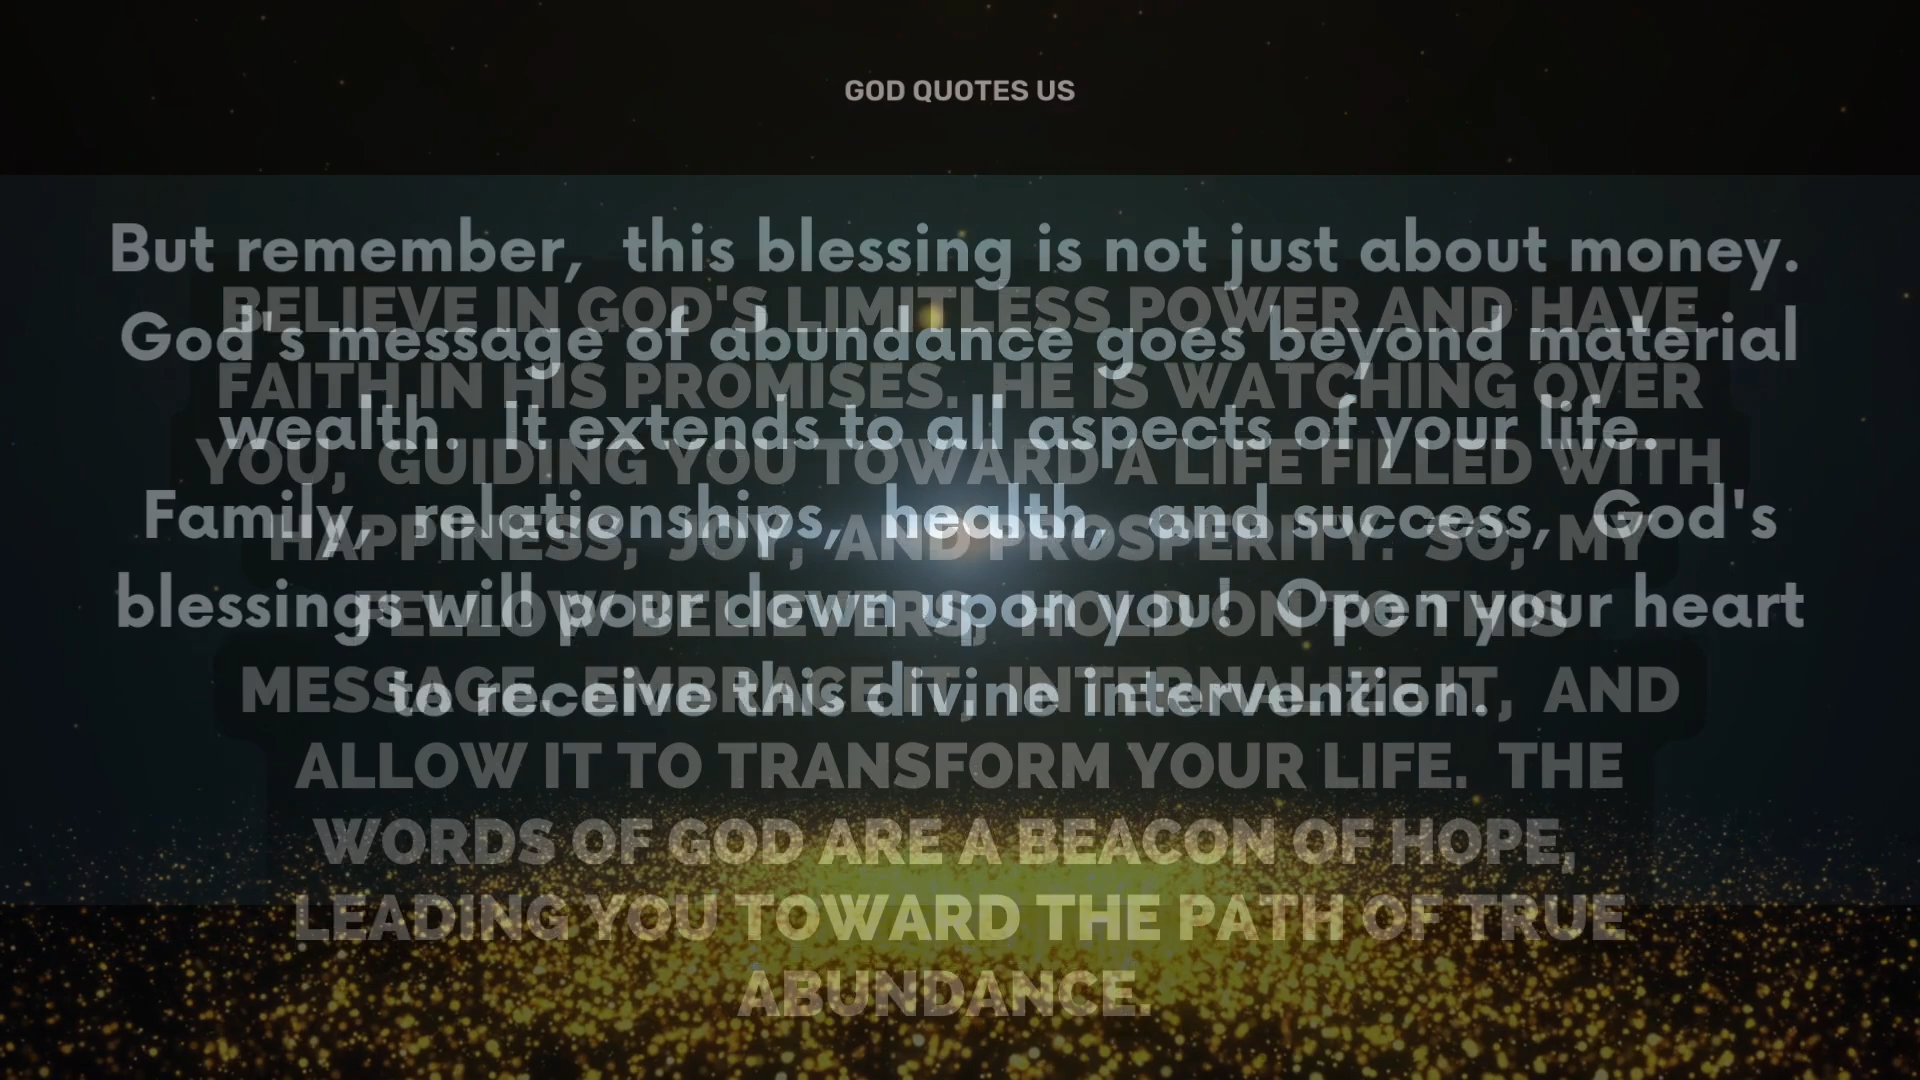 GOD QUOTES US
But remember, this blessing is not just about money.
God's message of abundance goes beyond material
wealth. It extends to all aspects of your life.
Family, relationships, health, and success, God's
blessings will pour down upon you! Open your heart
to receive this divine intervention.
BELIEVE IN GOD'S LIMITLESS POWER AND HAVE
FAITH IN HIS PROMISES. HE IS WATCHING OVER
YOU, GUIDING YOU TOWARD A LIFE FILLED WITH
HAPPINESS, JOY, AND PROSPERITY. SO, MY
FELLOW BELIEVERS, HOLD ON TO THIS
MESSAGE. EMBRACE IT, INTERNALIZE IT, AND
ALLOW IT TO TRANSFORM YOUR LIFE. THE
WORDS OF GOD ARE A BEACON OF HOPE,
LEADING YOU TOWARD THE PATH OF TRUE
ABUNDANCE.